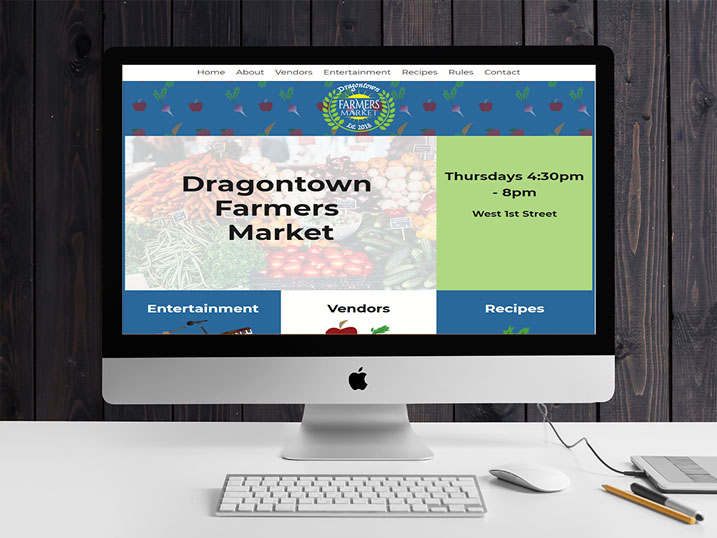 Home About Vendors Entertainment Recipes Rules Contact
Dragontown
FARMERS
MARKET
Est. 2018
Dragontown
Farmers
Market
Thursdays 4:30pm
- 8pm
West 1st Street
Entertainment
Vendors
Recipes